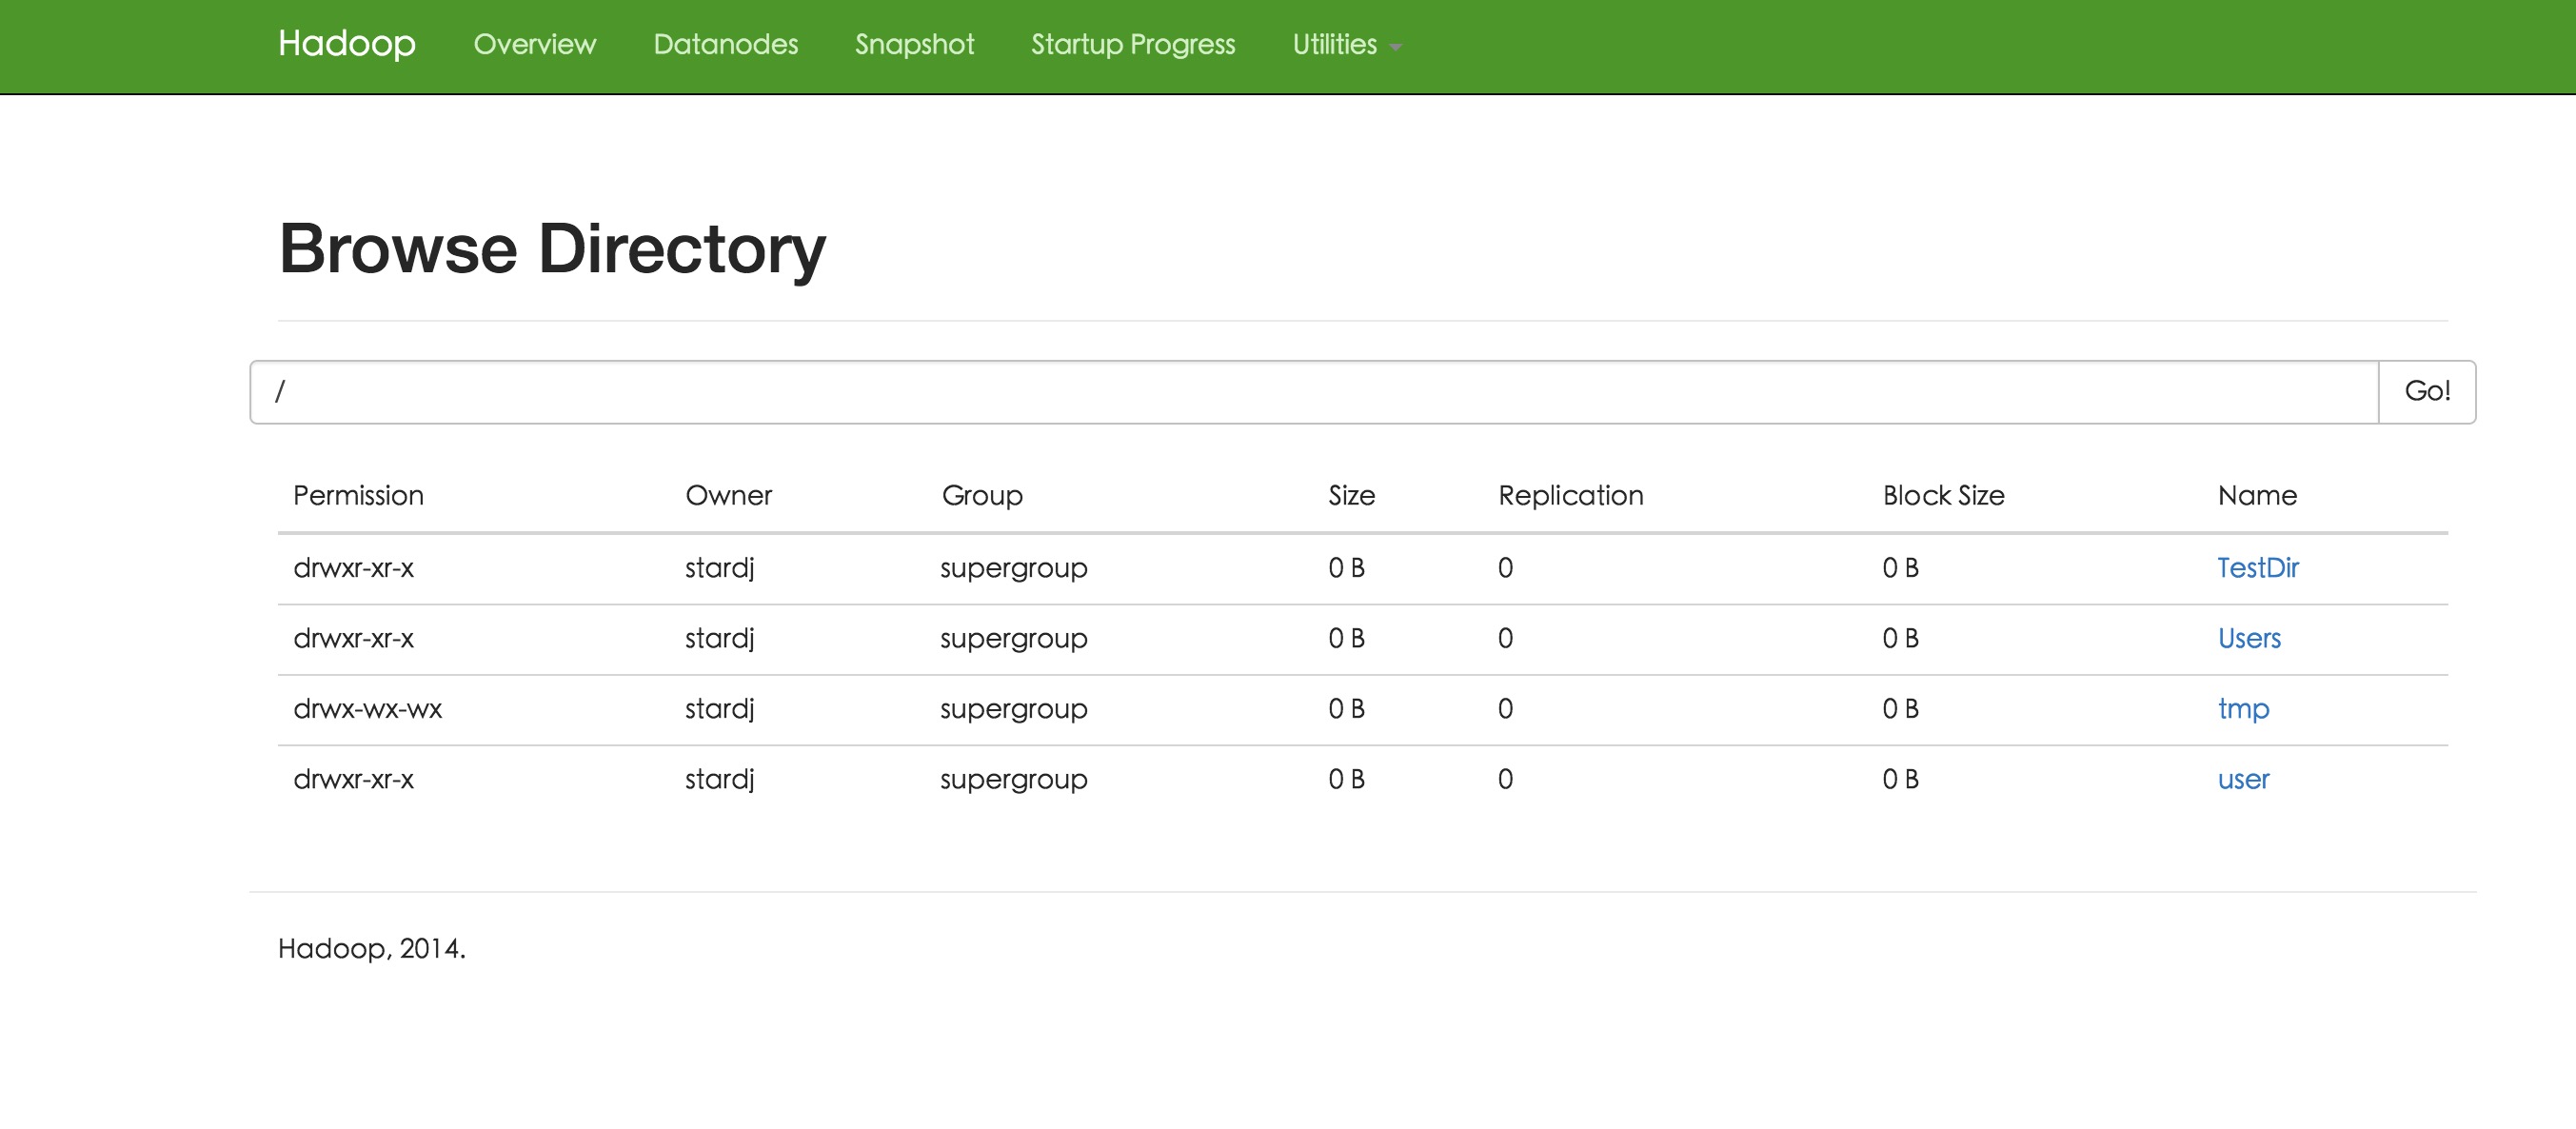 Hadoop Overview Datanodes Snapshot Startup Progress Utilities
Browse Directory
/ Go!
Permission Owner Group Size Replication Block Size Name
drwxr-xr-x stardj supergroup 0 B 0 0 B TestDir
drwxr-xr-x stardj supergroup 0 B 0 0 B Users
drwx-wx-wx stardj supergroup 0 B 0 0 B tmp
drwxr-xr-x stardj supergroup 0 B 0 0 B user
Hadoop, 2014.